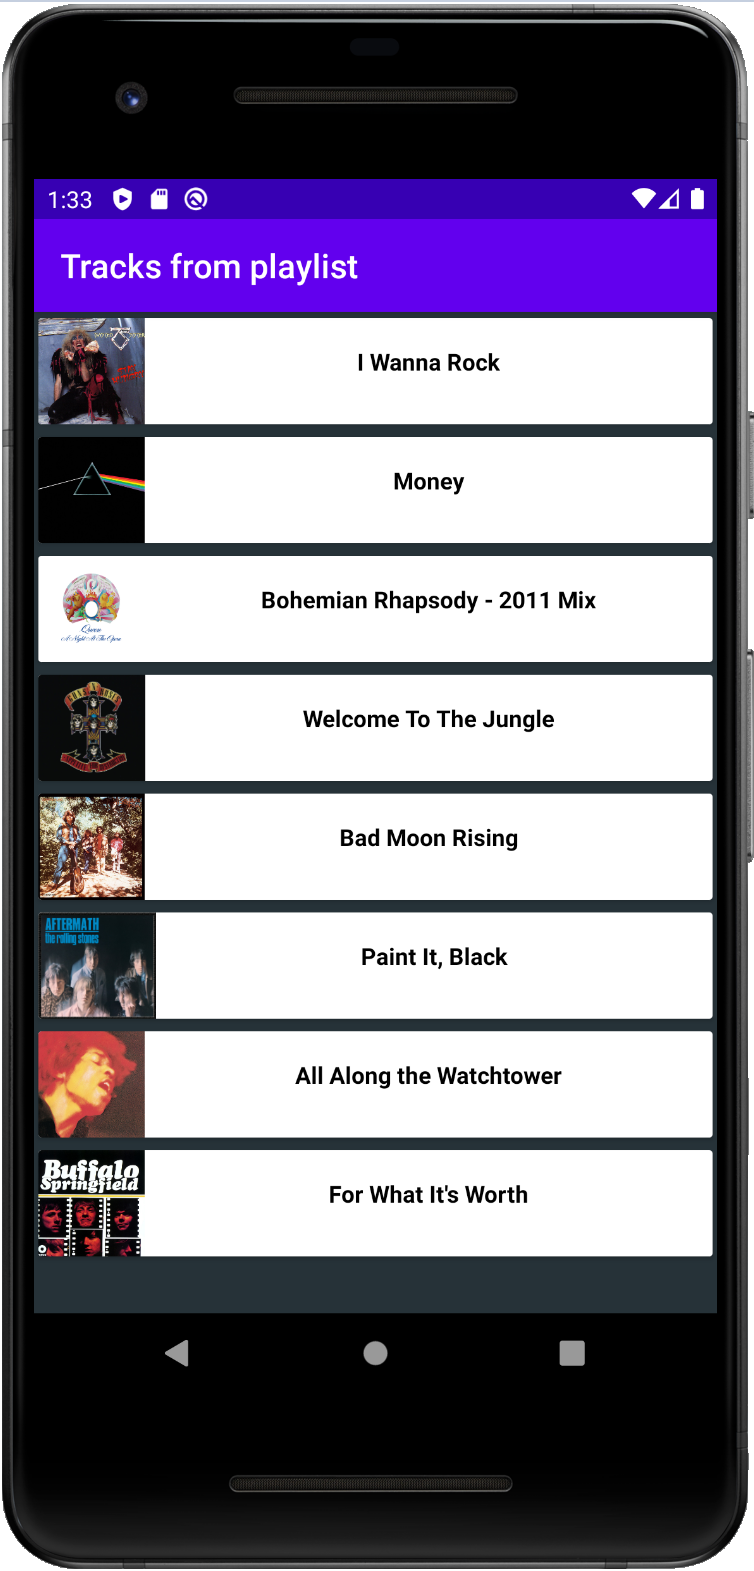 1:33
Tracks from playlist
I Wanna Rock
Money
Bohemian Rhapsody - 2011 Mix
Queen
A Night At The Opera
Welcome To The Jungle
Bad Moon Rising
AFTERMATH
the rolling stones
Paint It, Black
All Along the Watchtower
Buffalo
Springfield
For What It's Worth